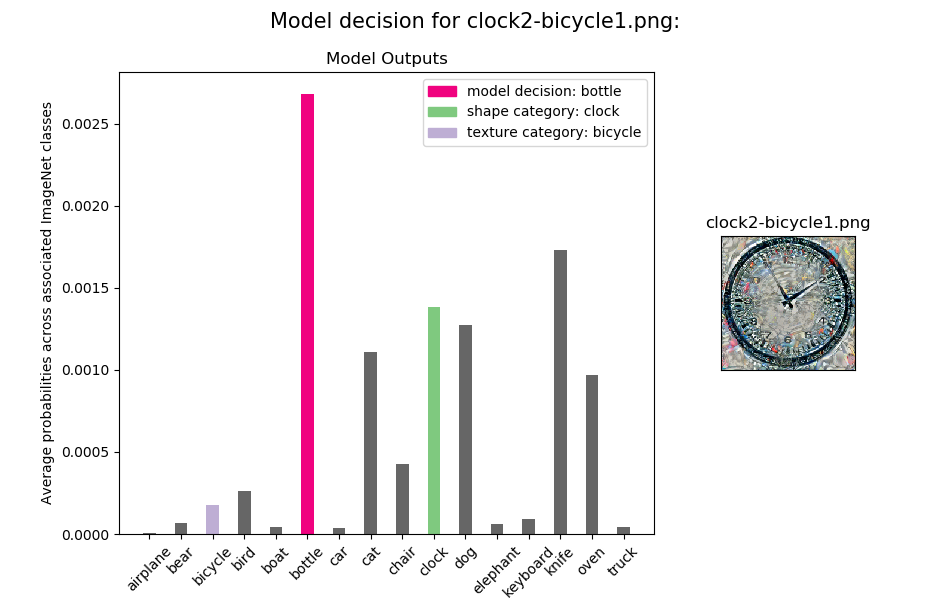 Model decision for clock2-bicycle1.png:
Model Outputs
Average probabilities across associated ImageNet classes
0.0025
0.0020
0.0015
0.0010
0.0005
0.0000
model decision: bottle
shape category: clock
texture category: bicycle
airplane
bear
bicycle
bird
boat
bottle
car
cat
chair
clock
dog
elephant
keyboard
knife
oven
truck
clock2-bicycle1.png